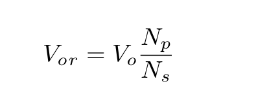 V_{or} = V_o \frac{N_p}{N_s}